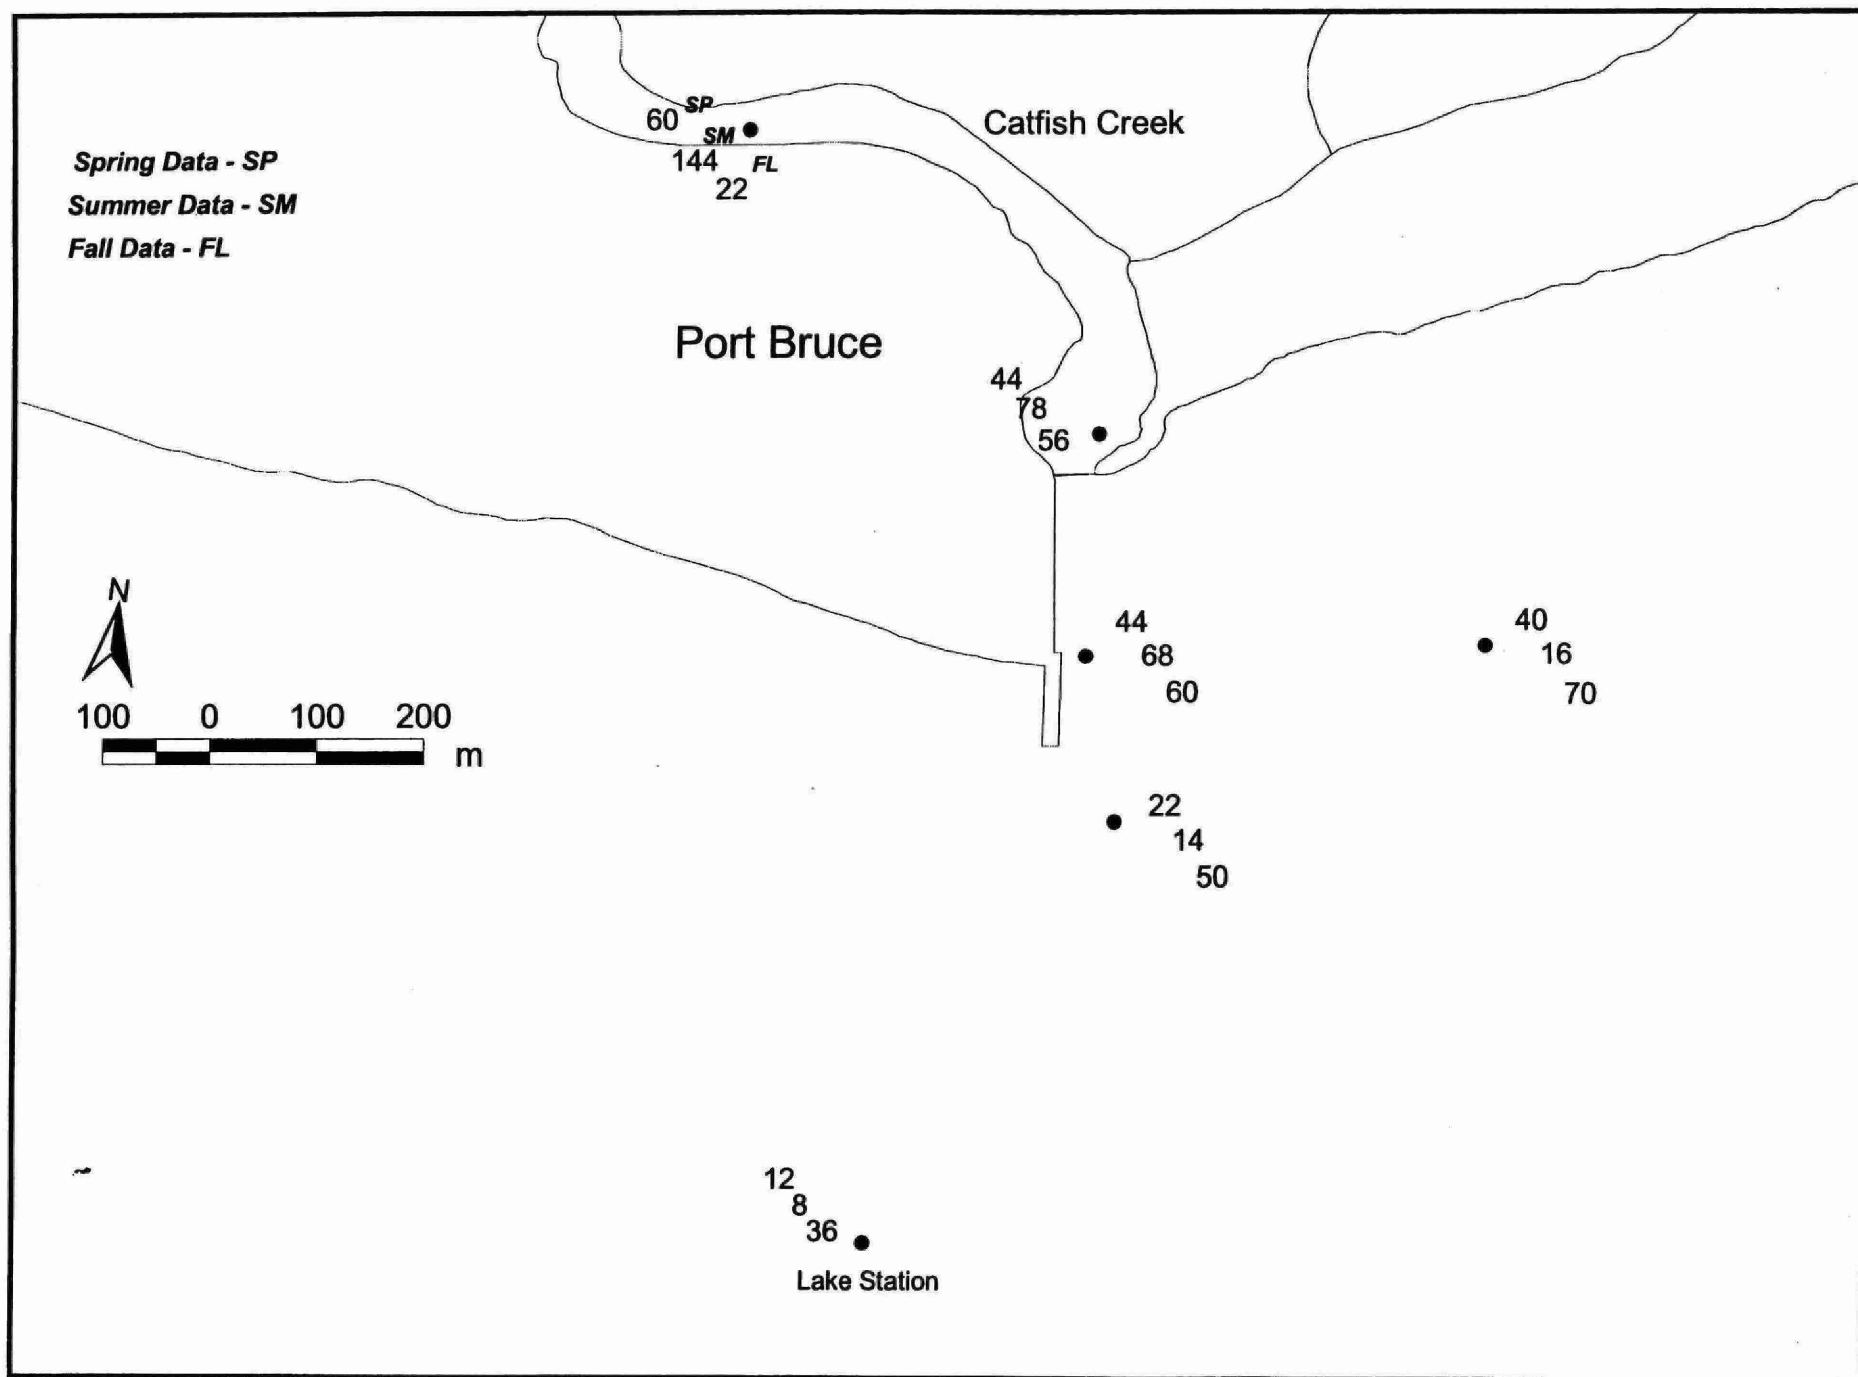 60 SP
SM
144 FL
22
Catfish Creek
Spring Data - SP
Summer Data - SM
Fall Data - FL
Port Bruce
44
78
56
N
100 0 100 200
m
44
68
60
40
16
70
22
14
50
12
8
36
Lake Station